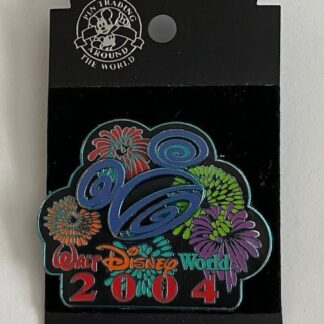 PIN TRADING
AROUND
THE WORLD
WALT DISNEY World
2004